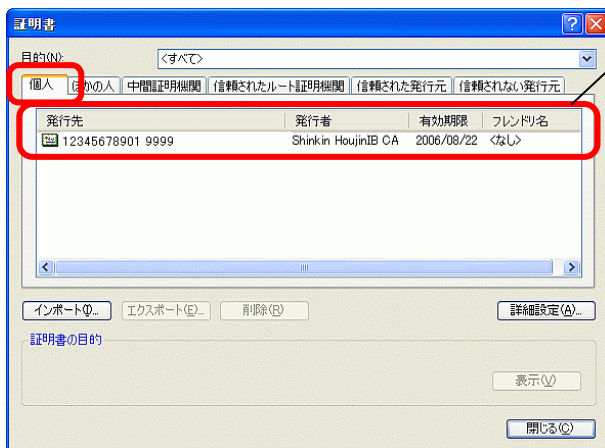 証明書
目的(N):
<すべて>
個人 ほかの人 中間証明機関 信頼されたルート証明機関 信頼された発行元 信頼されない発行元
発行先 発行者 有効期限 フレンドリ名
12345678901 9999 Shinkin HoujinIB CA 2006/08/22 <なし>
インポート(I)... エクスポート(E)... 削除(R) 詳細設定(A)...
証明書の目的
表示(V)
閉じる(C)